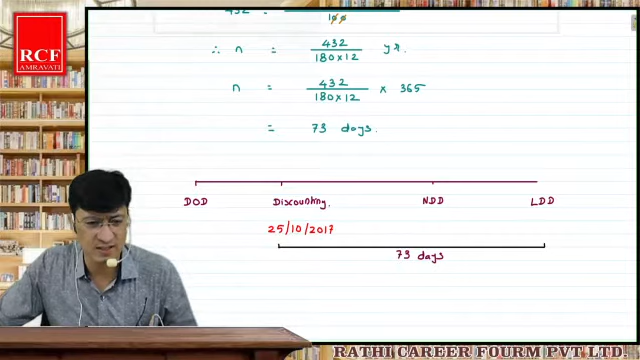 RCF
AMRAVATI
432 =
100
∴ n = 432 / 180 x 12 yr.
n = 432 / 180 x 12 x 365
= 73 days.
DOD Discounting. NDD LDD
25/10/2017
73 days
RATHI CAREER FOURM PVT LTD